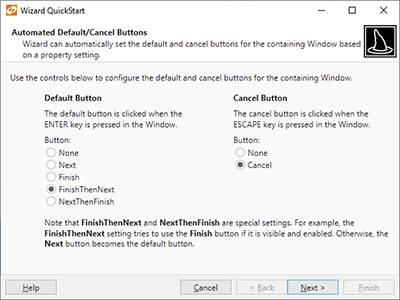 Wizard QuickStart
Automated Default/Cancel Buttons
Wizard can automatically set the default and cancel buttons for the containing Window based
on a property setting.
Use the controls below to configure the default and cancel buttons for the containing Window.
Default Button
The default button is clicked when the
ENTER key is pressed in the Window.
Button:
None
Next
Finish
FinishThenNext
NextThenFinish
Cancel Button
The cancel button is clicked when the
ESCAPE key is pressed in the Window.
Button:
None
Cancel
Note that FinishThenNext and NextThenFinish are special settings. For example, the
FinishThenNext setting tries to use the Finish button if it is visible and enabled. Otherwise, the
Next button becomes the default button.
Help
Cancel
< Back
Next >
Finish